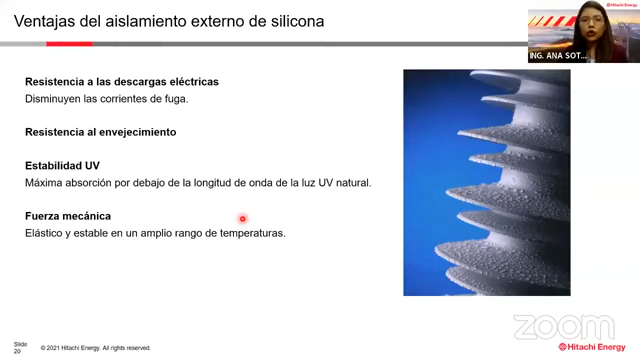 Ventajas del aislamiento externo de silicona
Hitachi Energy
ING. ANA SOT...
Resistencia a las descargas eléctricas
Disminuyen las corrientes de fuga.
Resistencia al envejecimiento
Estabilidad UV
Máxima absorción por debajo de la longitud de onda de la luz UV natural.
Fuerza mecánica
Elástico y estable en un amplio rango de temperaturas.
zoom
Slide
20
© 2021 Hitachi Energy. All rights reserved.
Hitachi Energy